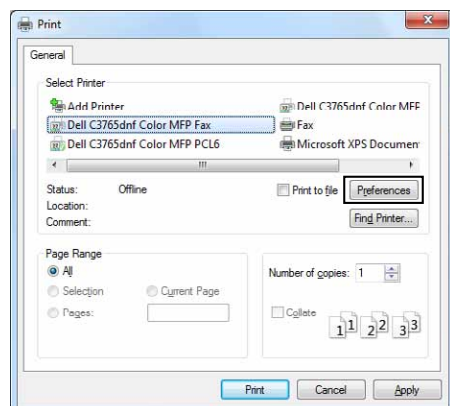 Print
General
Select Printer
Add Printer
Dell C3765dnf Color MFP
Dell C3765dnf Color MFP Fax
Fax
Dell C3765dnf Color MFP PCL6
Microsoft XPS Documen
Status: Offline
Print to file Preferences
Location:
Comment:
Find Printer...
Page Range
All
Number of copies: 1
Selection Current Page
Pages:
Collate
1 1 2 2 3 3
Print Cancel Apply